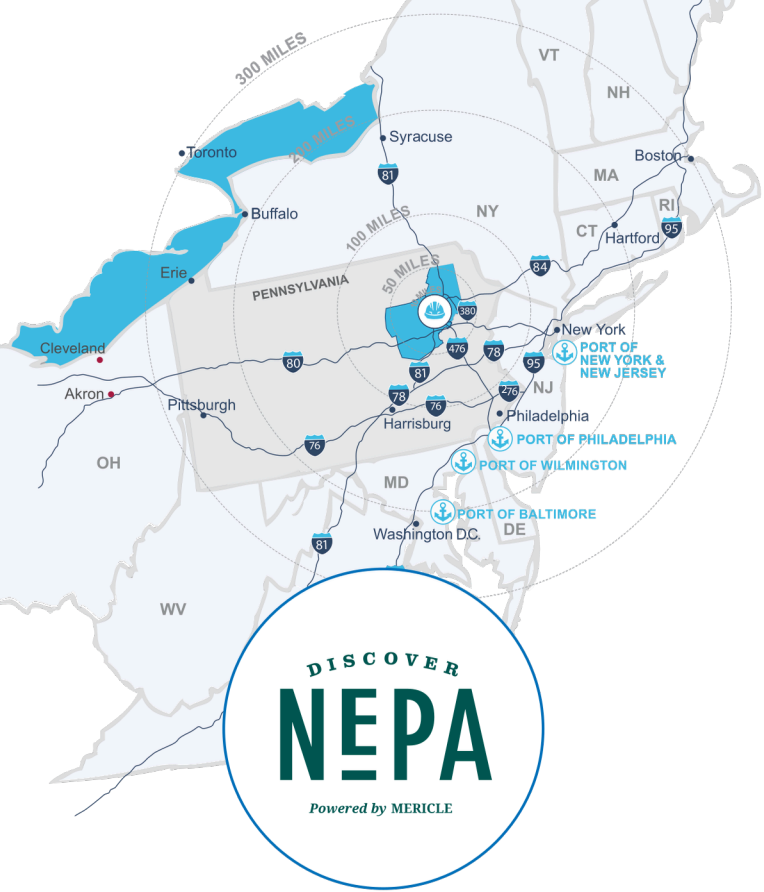 300 MILES
VT
NH
200 MILES
Syracuse
Toronto
Boston
81
MA
RI
NY
Buffalo
100 MILES
CT
95
Hartford
84
50 MILES
Erie
PENNSYLVANIA
380
New York
Cleveland
476
78
PORT OF
NEW YORK &
NEW JERSEY
80
95
81
NJ
Akron
78
276
Pittsburgh
76
Harrisburg
Philadelphia
76
PORT OF PHILADELPHIA
OH
PORT OF WILMINGTON
MD
PORT OF BALTIMORE
Washington D.C.
DE
81
WV
DISCOVER
NEPA
Powered by MERICLE